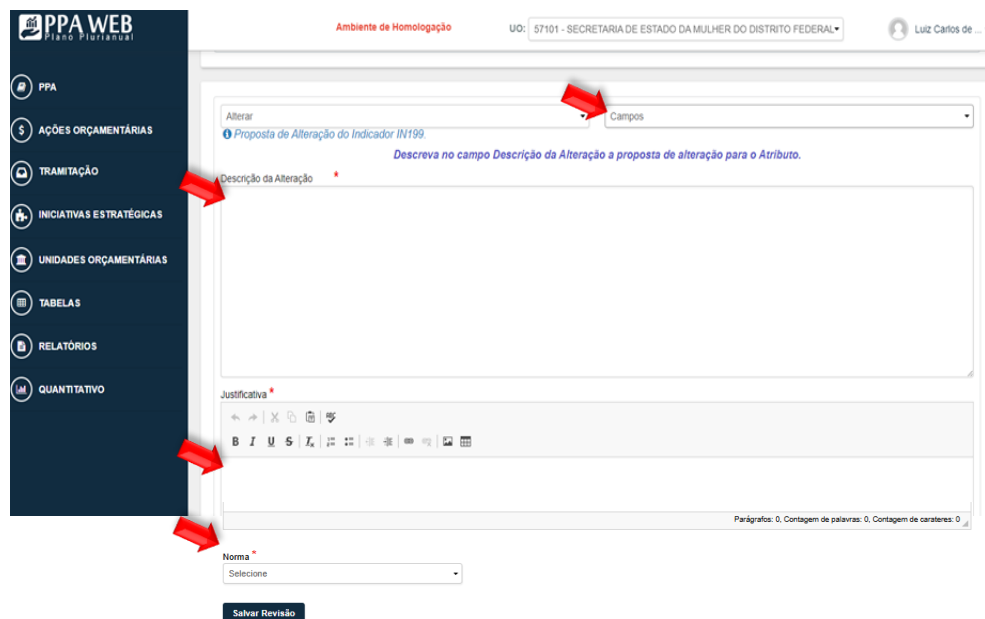 PPA WEB
Plano Plurianual
Ambiente de Homologação
UO: 57101 - SECRETARIA DE ESTADO DA MULHER DO DISTRITO FEDERAL
Luiz Carlos de ...
PPA
AÇÕES ORÇAMENTÁRIAS
TRAMITAÇÃO
INICIATIVAS ESTRATÉGICAS
UNIDADES ORÇAMENTÁRIAS
TABELAS
RELATÓRIOS
QUANTITATIVO
Alterar
Campos
Proposta de Alteração do Indicador IN199.
Descreva no campo Descrição da Alteração a proposta de alteração para o Atributo.
Descrição da Alteração *
Justificativa *
B I U S Ix
Parágrafos: 0, Contagem de palavras: 0, Contagem de carateres: 0
Norma *
Selecione
Salvar Revisão